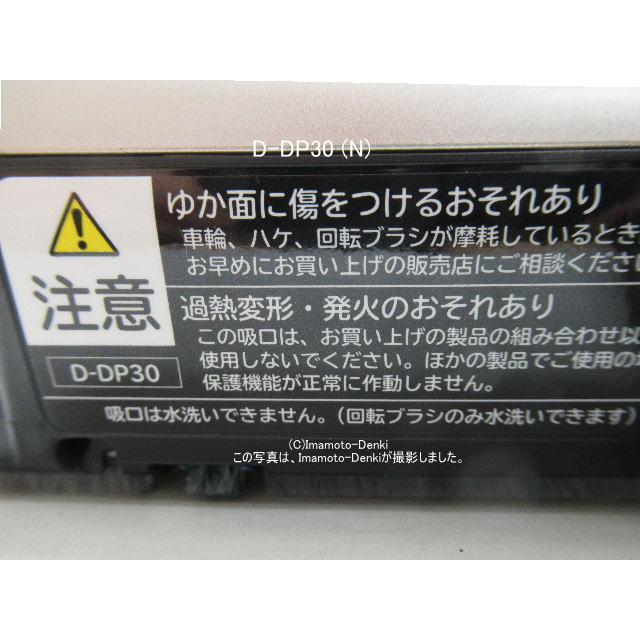 D-DP30 (N)
ゆか面に傷をつけるおそれあり
車輪、ハケ、回転ブラシが摩耗しているとき
お早めにお買い上げの販売店にご相談くださ
注意
過熱変形・発火のおそれあり
この吸口は、お買い上げの製品の組み合わせ以
使用しないでください。ほかの製品でご使用の
保護機能が正常に作動しません。
D-DP30
吸口は水洗いできません。(回転ブラシのみ水洗いできます)
(C)Imamoto-Denki
この写真は、Imamoto-Denkiが撮影しました。